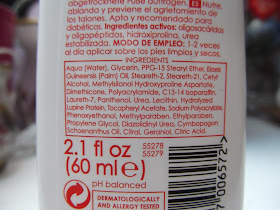 abgetrocknete Füße auftragen. ES Nutre,
ablanda y previene el agrietamiento de
los talones. Apto y recomendado para
diabéticos. Ingredientes activos: oligosacáridos
y oligopéptidos, hidroxiprolina, urea
estabilizada. MODO DE EMPLEO: 1-2 veces
al día aplicar sobre los pies limpios y secos.
INGREDIENTS
Aqua (Water), Glycerin, PPG-15 Stearyl Ether, Elaeis
Guineensis (Palm) Oil, Steareth-2, Steareth-21, Cetyl
Alcohol, Methylsilanol Hydroxyproline Aspartate,
Dimethicone, Polyacrylamide, C13-14 Isoparaffin,
Laureth-7, Panthenol, Urea, Lecithin, Hydrolyzed
Lupine Protein, Tocopheryl Acetate, Sodium Polyacrylate,
Phenoxyethanol, Methylparaben, Ethylparaben,
Propylene Glycol, Diazolidinyl Urea, Cymbopogon
Schoenanthus Oil, Citral, Geraniol, Citric Acid.
2.1 fl oz
(60 ml℮)
55278
55279
pH balanced
DERMATOLOGICALLY
AND ALLERGY TESTED
70065722